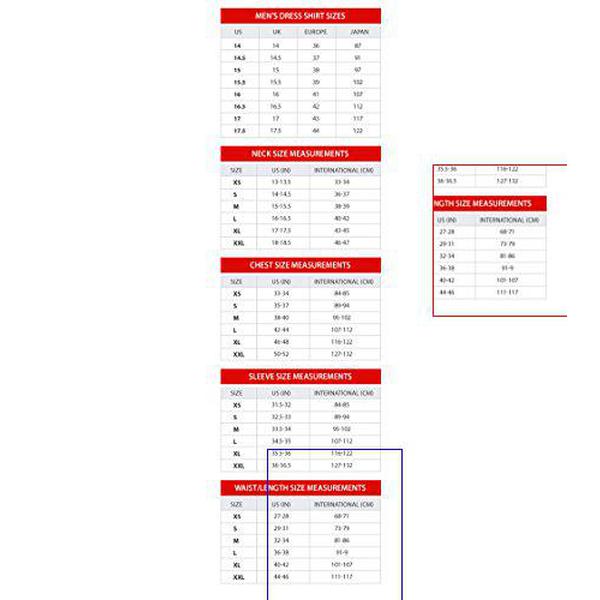 MEN'S DRESS SHIRT SIZES
US UK EUROPE JAPAN
14 14 36 87
14.5 14.5 37 91
15 15 38 97
15.5 15.5 39 102
16 16 41 107
16.5 16.5 42 112
17 17 43 117
17.5 17.5 44 122
NECK SIZE MEASUREMENTS
SIZE US (IN) INTERNATIONAL (CM)
XS 13-13.5 33-34
S 14-14.5 36-37
M 15-15.5 38-39
L 16-16.5 40-42
XL 17-17.5 43-45
XXL 18-18.5 46-47
CHEST SIZE MEASUREMENTS
SIZE US (IN) INTERNATIONAL (CM)
XS 33-34 84-85
S 35-37 89-94
M 38-40 95-102
L 42-44 107-112
XL 46-48 116-122
XXL 50-52 127-132
SLEEVE SIZE MEASUREMENTS
SIZE US (IN) INTERNATIONAL (CM)
XS 31.5-32 84-85
S 32.5-33 89-94
M 33.5-34 95-102
L 34.5-35 107-112
XL 35.5-36 116-122
XXL 36-36.5 127-132
WAIST/LENGTH SIZE MEASUREMENTS
SIZE US (IN) INTERNATIONAL (CM)
XS 27-28 68-71
S 29-31 73-79
M 32-34 81-86
L 36-38 91-9
XL 40-42 101-107
XXL 44-46 111-117
35.5-36 116-122
36-36.5 127-132
NGTH SIZE MEASUREMENTS
US (IN) INTERNATIONAL (CM)
27-28 68-71
29-31 73-79
32-34 81-86
36-38 91-9
40-42 101-107
44-46 111-117